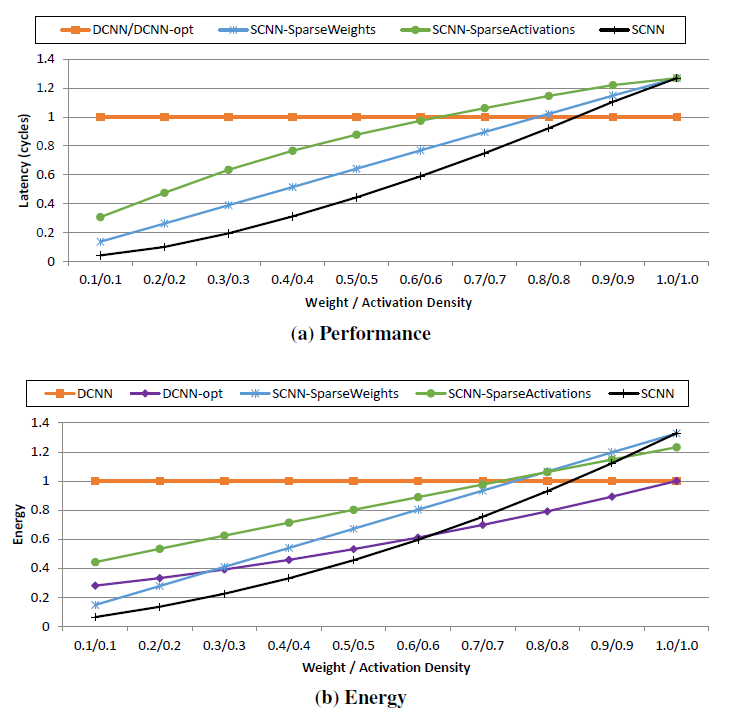 DCNN/DCNN-opt SCNN-SparseWeights SCNN-SparseActivations SCNN
1.4
1.2
1
0.8
0.6
0.4
0.2
0
Latency (cycles)
0.1/0.1 0.2/0.2 0.3/0.3 0.4/0.4 0.5/0.5 0.6/0.6 0.7/0.7 0.8/0.8 0.9/0.9 1.0/1.0
Weight / Activation Density
(a) Performance
DCNN DCNN-opt SCNN-SparseWeights SCNN-SparseActivations SCNN
1.4
1.2
1
0.8
0.6
0.4
0.2
0
Energy
0.1/0.1 0.2/0.2 0.3/0.3 0.4/0.4 0.5/0.5 0.6/0.6 0.7/0.7 0.8/0.8 0.9/0.9 1.0/1.0
Weight / Activation Density
(b) Energy